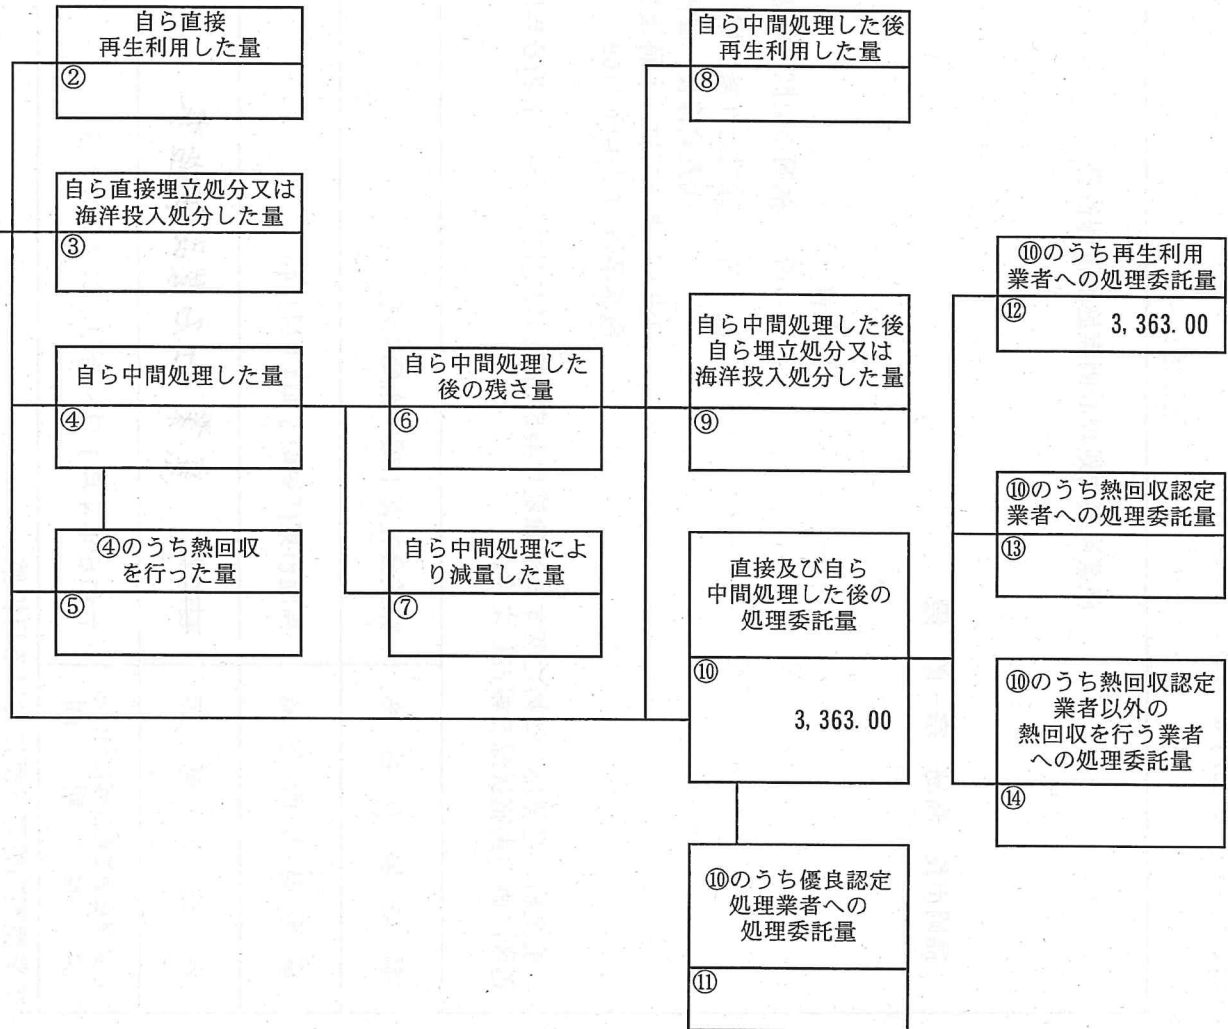 自ら直接
再生利用した量
②
自ら直接埋立処分又は
海洋投入処分した量
③
自ら中間処理した量
④
④のうち熱回収
を行った量
⑤
自ら中間処理した
後の残さ量
⑥
自ら中間処理によ
り減量した量
⑦
自ら中間処理した後
再生利用した量
⑧
自ら中間処理した後
自ら埋立処分又は
海洋投入処分した量
⑨
直接及び自ら
中間処理した後の
処理委託量
⑩
3,363.00
⑩のうち優良認定
処理業者への
処理委託量
⑪
⑩のうち再生利用
業者への処理委託量
⑫ 3,363.00
⑩のうち熱回収認定
業者への処理委託量
⑬
⑩のうち熱回収認定
業者以外の
熱回収を行う業者
への処理委託量
⑭